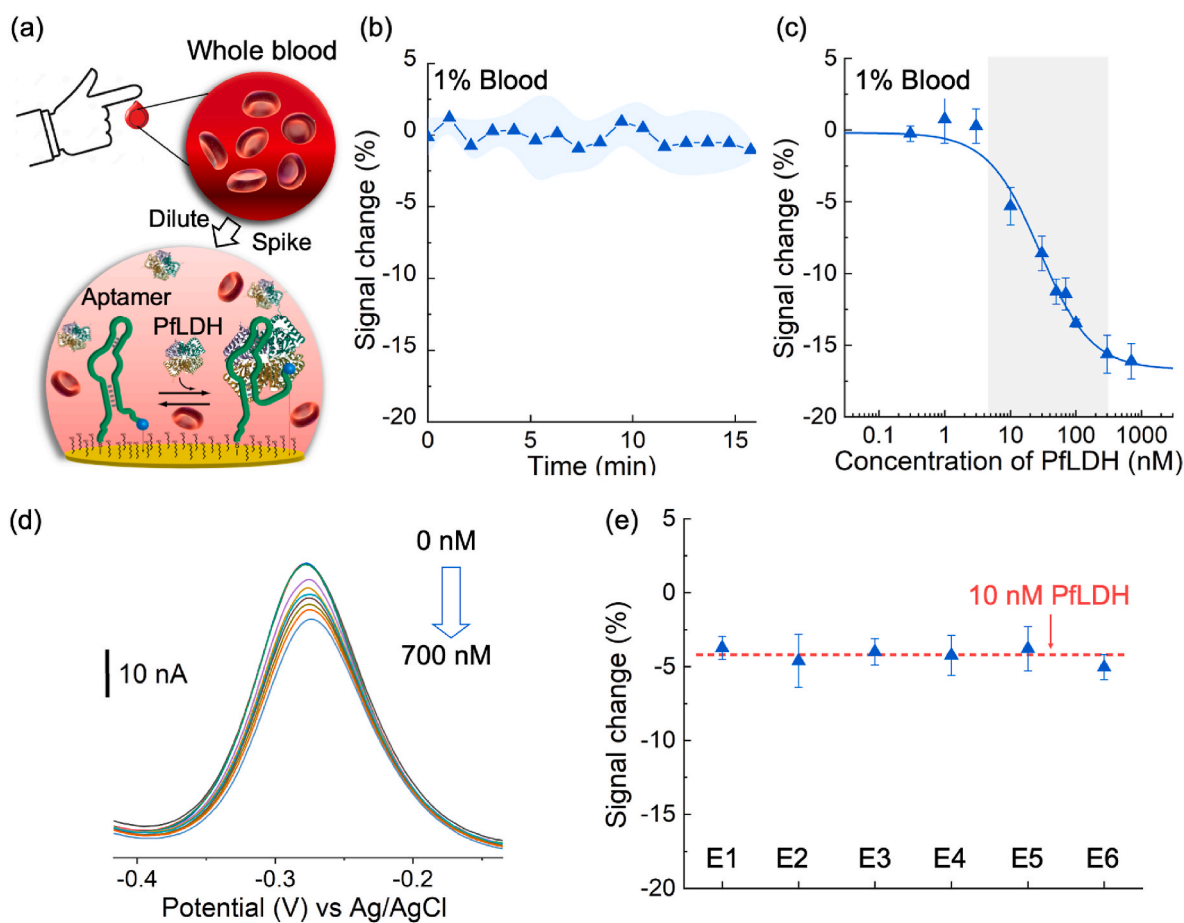 (a)
Whole blood
Dilute
Spike
Aptamer
PfLDH
(b)
1% Blood
Signal change (%)
5
0
-5
-10
-15
-20
0
5
10
15
Time (min)
(c)
1% Blood
Signal change (%)
5
0
-5
-10
-15
-20
0.1
1
10
100
1000
Concentration of PfLDH (nM)
(d)
0 nM
700 nM
10 nA
-0.4
-0.3
-0.2
Potential (V) vs Ag/AgCl
(e)
Signal change (%)
5
0
-5
-10
-15
-20
10 nM PfLDH
E1
E2
E3
E4
E5
E6